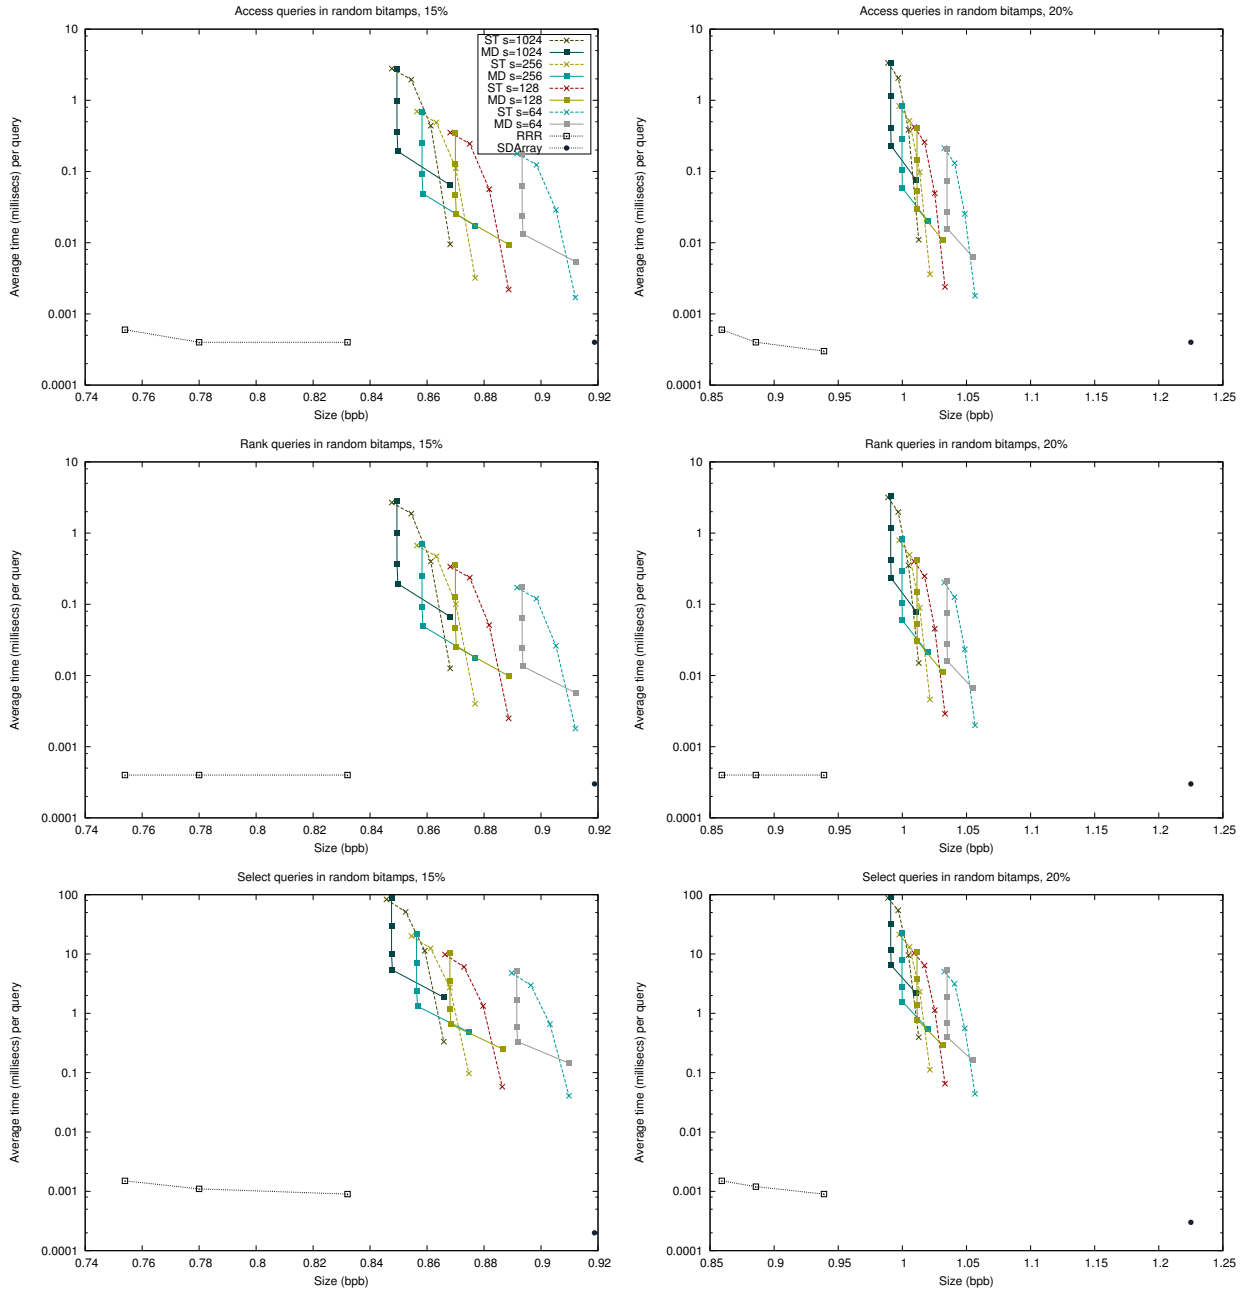 Access queries in random bitamps, 15%
10
1
0.1
0.01
0.001
0.0001
Average time (millisecs) per query
ST s=1024
MD s=1024
ST s=256
MD s=256
ST s=128
MD s=128
ST s=64
MD s=64
RRR
SDArray
0.74 0.76 0.78 0.8 0.82 0.84 0.86 0.88 0.9 0.92
Size (bpb)
Access queries in random bitamps, 20%
10
1
0.1
0.01
0.001
0.0001
Average time (millisecs) per query
0.85 0.9 0.95 1 1.05 1.1 1.15 1.2 1.25
Size (bpb)
Rank queries in random bitamps, 15%
10
1
0.1
0.01
0.001
0.0001
Average time (millisecs) per query
0.74 0.76 0.78 0.8 0.82 0.84 0.86 0.88 0.9 0.92
Size (bpb)
Rank queries in random bitamps, 20%
10
1
0.1
0.01
0.001
0.0001
Average time (millisecs) per query
0.85 0.9 0.95 1 1.05 1.1 1.15 1.2 1.25
Size (bpb)
Select queries in random bitamps, 15%
100
10
1
0.1
0.01
0.001
0.0001
Average time (millisecs) per query
0.74 0.76 0.78 0.8 0.82 0.84 0.86 0.88 0.9 0.92
Size (bpb)
Select queries in random bitamps, 20%
100
10
1
0.1
0.01
0.001
0.0001
Average time (millisecs) per query
0.85 0.9 0.95 1 1.05 1.1 1.15 1.2 1.25
Size (bpb)